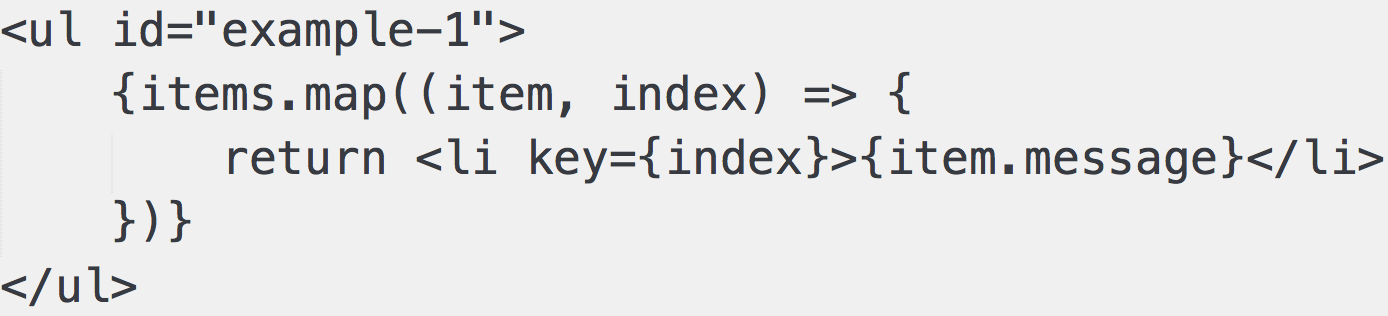 <ul id="example-1">
    {items.map((item, index) => {
        return <li key={index}>{item.message}</li>
    })}
</ul>